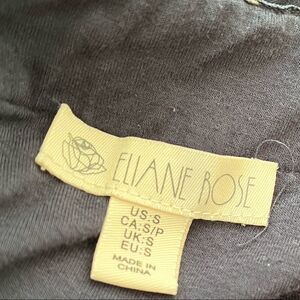 ELIANE ROSE
US:S
CA:S/P
UK:S
EU:S
MADE IN
CHINA